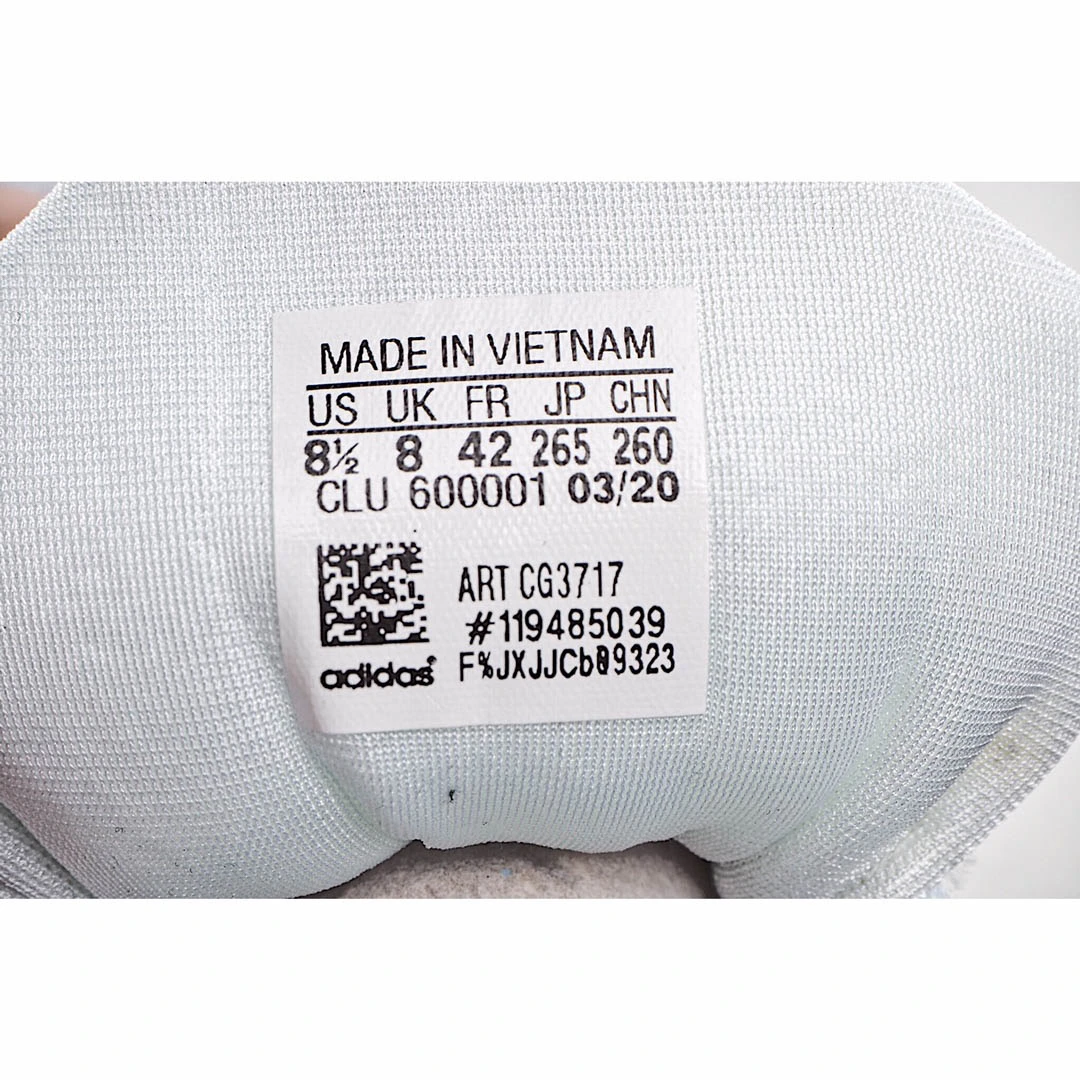 MADE IN VIETNAM
US UK FR JP CHN
8½ 8 42 265 260
CLU 600001 03/20
ART CG3717
#119485039
adidas